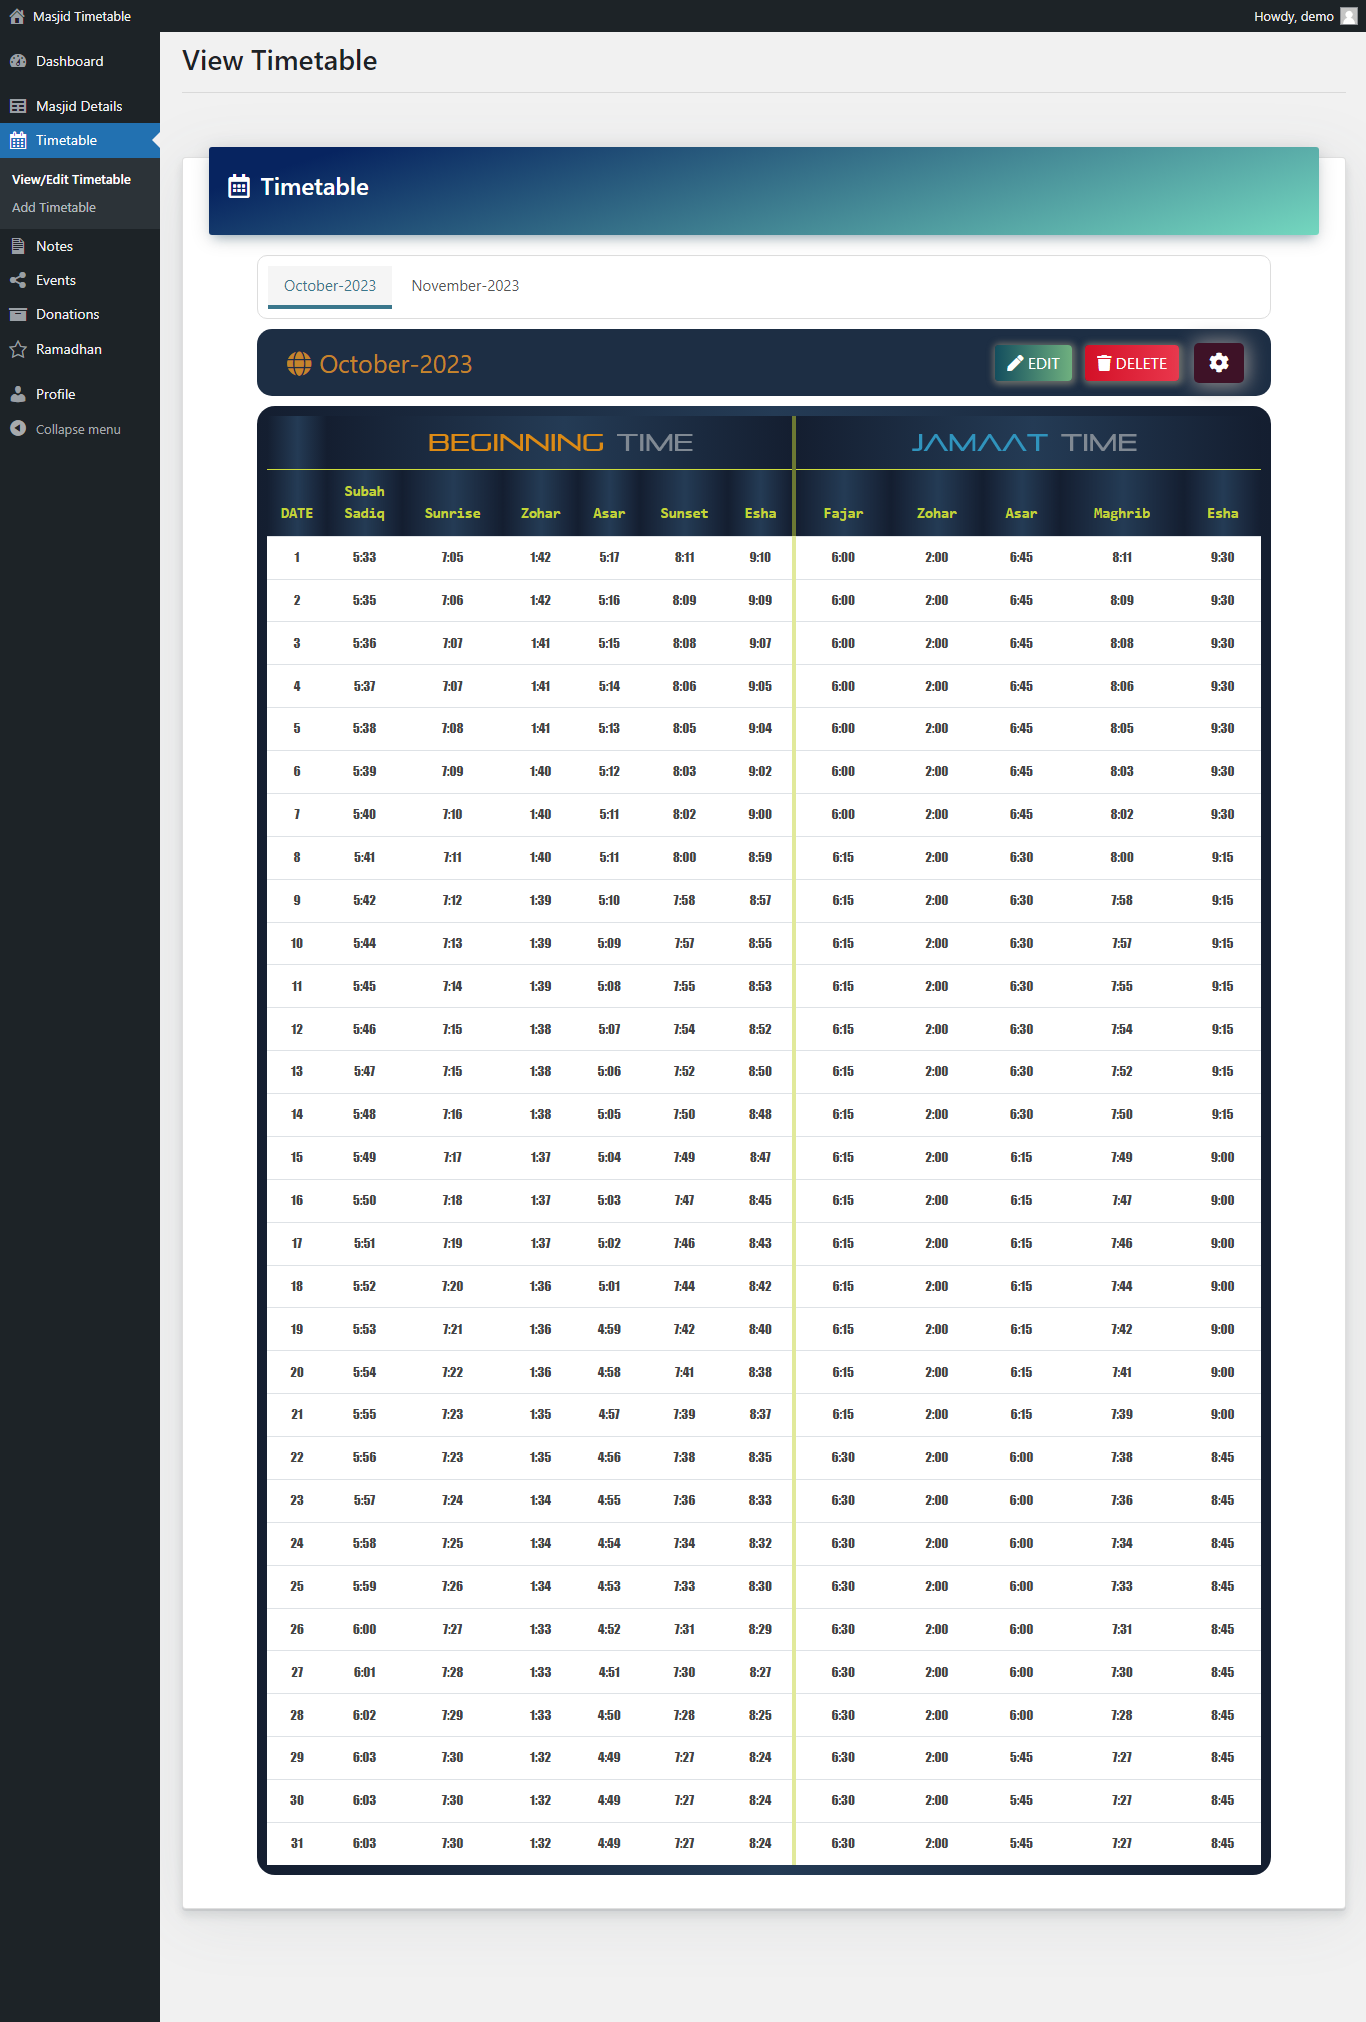 Masjid Timetable
Howdy, demo
Dashboard
Masjid Details
Timetable
View/Edit Timetable
Add Timetable
Notes
Events
Donations
Ramadhan
Profile
Collapse menu
View Timetable
Timetable
October-2023 November-2023
October-2023 EDIT DELETE
BEGINNING TIME JAMAAT TIME
DATE Subah Sadiq Sunrise Zohar Asar Sunset Esha Fajar Zohar Asar Maghrib Esha
1 5:33 7:05 1:42 5:17 8:11 9:10 6:00 2:00 6:45 8:11 9:30
2 5:35 7:06 1:42 5:16 8:09 9:09 6:00 2:00 6:45 8:09 9:30
3 5:36 7:07 1:41 5:15 8:08 9:07 6:00 2:00 6:45 8:08 9:30
4 5:37 7:07 1:41 5:14 8:06 9:05 6:00 2:00 6:45 8:06 9:30
5 5:38 7:08 1:41 5:13 8:05 9:04 6:00 2:00 6:45 8:05 9:30
6 5:39 7:09 1:40 5:12 8:03 9:02 6:00 2:00 6:45 8:03 9:30
7 5:40 7:10 1:40 5:11 8:02 9:00 6:00 2:00 6:45 8:02 9:30
8 5:41 7:11 1:40 5:11 8:00 8:59 6:15 2:00 6:30 8:00 9:15
9 5:42 7:12 1:39 5:10 7:58 8:57 6:15 2:00 6:30 7:58 9:15
10 5:44 7:13 1:39 5:09 7:57 8:55 6:15 2:00 6:30 7:57 9:15
11 5:45 7:14 1:39 5:08 7:55 8:53 6:15 2:00 6:30 7:55 9:15
12 5:46 7:15 1:38 5:07 7:54 8:52 6:15 2:00 6:30 7:54 9:15
13 5:47 7:15 1:38 5:06 7:52 8:50 6:15 2:00 6:30 7:52 9:15
14 5:48 7:16 1:38 5:05 7:50 8:48 6:15 2:00 6:30 7:50 9:15
15 5:49 7:17 1:37 5:04 7:49 8:47 6:15 2:00 6:15 7:49 9:00
16 5:50 7:18 1:37 5:03 7:47 8:45 6:15 2:00 6:15 7:47 9:00
17 5:51 7:19 1:37 5:02 7:46 8:43 6:15 2:00 6:15 7:46 9:00
18 5:52 7:20 1:36 5:01 7:44 8:42 6:15 2:00 6:15 7:44 9:00
19 5:53 7:21 1:36 4:59 7:42 8:40 6:15 2:00 6:15 7:42 9:00
20 5:54 7:22 1:36 4:58 7:41 8:38 6:15 2:00 6:15 7:41 9:00
21 5:55 7:23 1:35 4:57 7:39 8:37 6:15 2:00 6:15 7:39 9:00
22 5:56 7:23 1:35 4:56 7:38 8:35 6:30 2:00 6:00 7:38 8:45
23 5:57 7:24 1:34 4:55 7:36 8:33 6:30 2:00 6:00 7:36 8:45
24 5:58 7:25 1:34 4:54 7:34 8:32 6:30 2:00 6:00 7:34 8:45
25 5:59 7:26 1:34 4:53 7:33 8:30 6:30 2:00 6:00 7:33 8:45
26 6:00 7:27 1:33 4:52 7:31 8:29 6:30 2:00 6:00 7:31 8:45
27 6:01 7:28 1:33 4:51 7:30 8:27 6:30 2:00 6:00 7:30 8:45
28 6:02 7:29 1:33 4:50 7:28 8:25 6:30 2:00 6:00 7:28 8:45
29 6:03 7:30 1:32 4:49 7:27 8:24 6:30 2:00 5:45 7:27 8:45
30 6:03 7:30 1:32 4:49 7:27 8:24 6:30 2:00 5:45 7:27 8:45
31 6:03 7:30 1:32 4:49 7:27 8:24 6:30 2:00 5:45 7:27 8:45